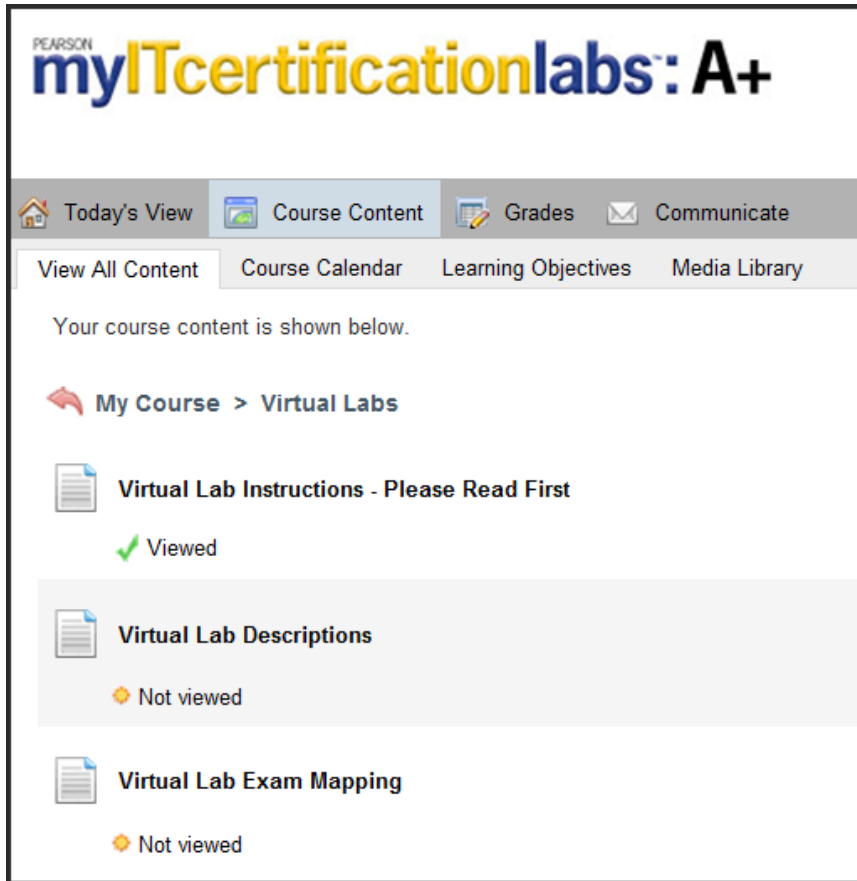 PEARSON
myITcertificationlabs™: A+
Today's View Course Content Grades Communicate
View All Content Course Calendar Learning Objectives Media Library
Your course content is shown below.
My Course > Virtual Labs
Virtual Lab Instructions - Please Read First
Viewed
Virtual Lab Descriptions
Not viewed
Virtual Lab Exam Mapping
Not viewed